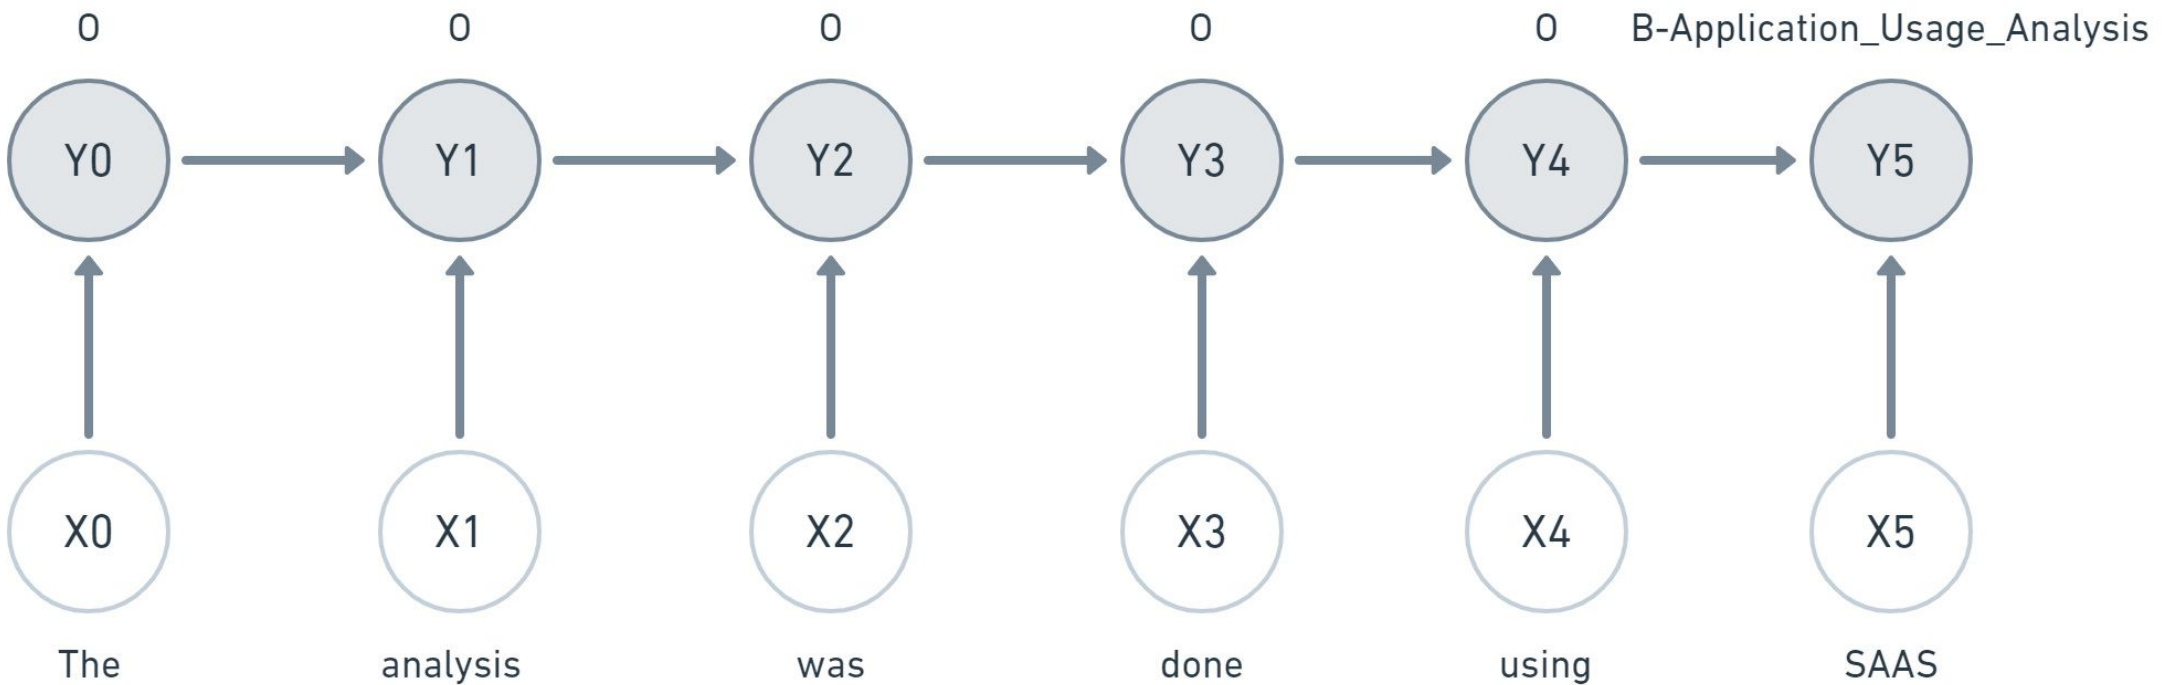 O O O O O B-Application_Usage_Analysis
Y0 Y1 Y2 Y3 Y4 Y5
X0 X1 X2 X3 X4 X5
The analysis was done using SAAS